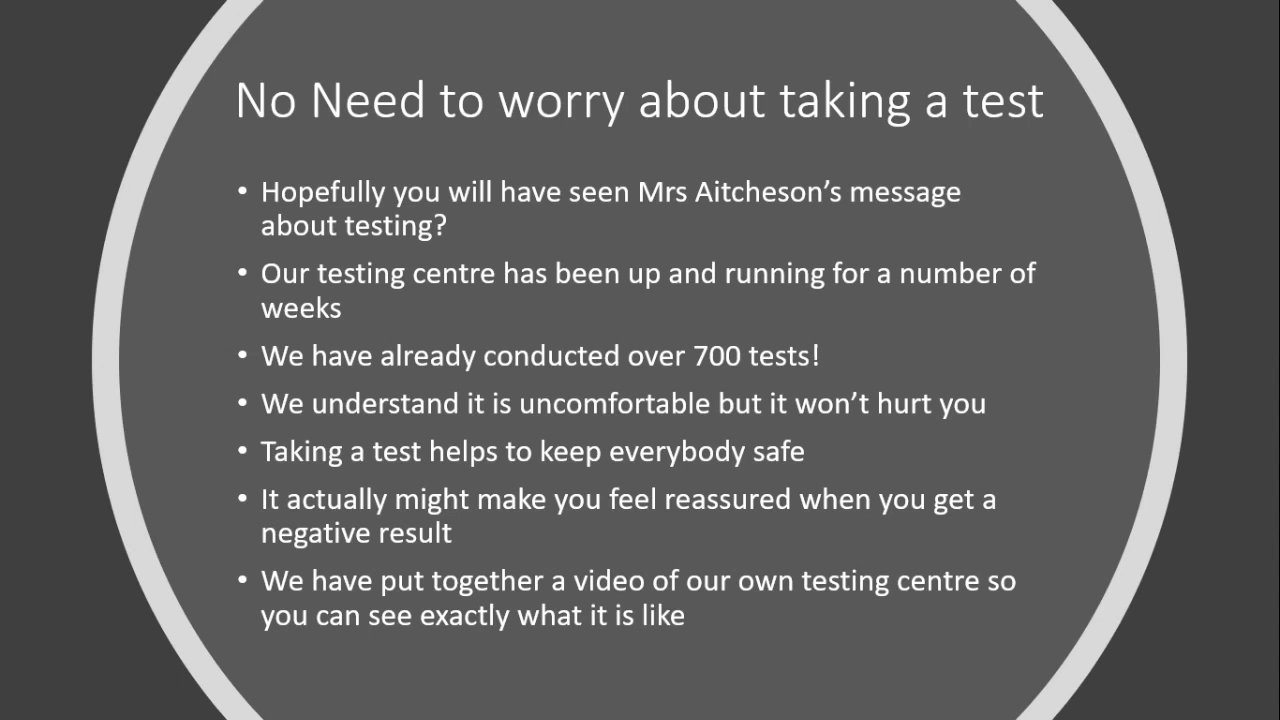 No Need to worry about taking a test
• Hopefully you will have seen Mrs Aitcheson’s message
about testing?
• Our testing centre has been up and running for a number of
weeks
• We have already conducted over 700 tests!
• We understand it is uncomfortable but it won’t hurt you
• Taking a test helps to keep everybody safe
• It actually might make you feel reassured when you get a
negative result
• We have put together a video of our own testing centre so
you can see exactly what it is like